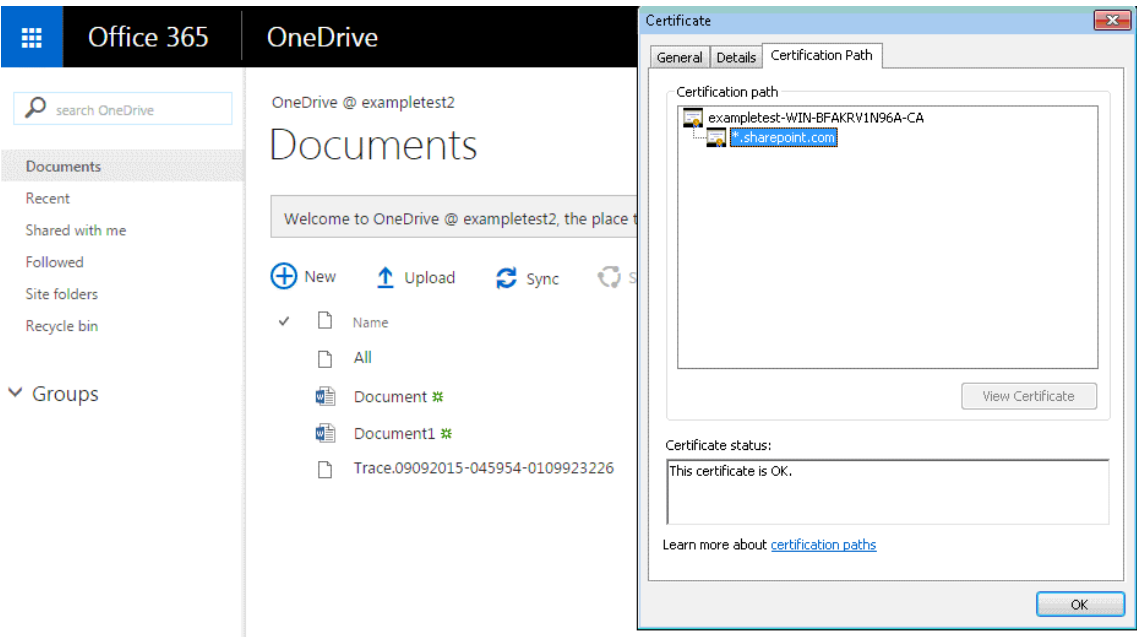 Office 365
OneDrive
search OneDrive
Documents
Recent
Shared with me
Followed
Site folders
Recycle bin
Groups
OneDrive @ exampletest2
Documents
Welcome to OneDrive @ exampletest2, the place t
New
Upload
Sync
S
Name
All
Document
Document1
Trace.09092015-045954-0109923226
Certificate
General Details Certification Path
Certification path
exampletest-WIN-BFAKRV1N96A-CA
*.sharepoint.com
View Certificate
Certificate status:
This certificate is OK.
Learn more about certification paths
OK